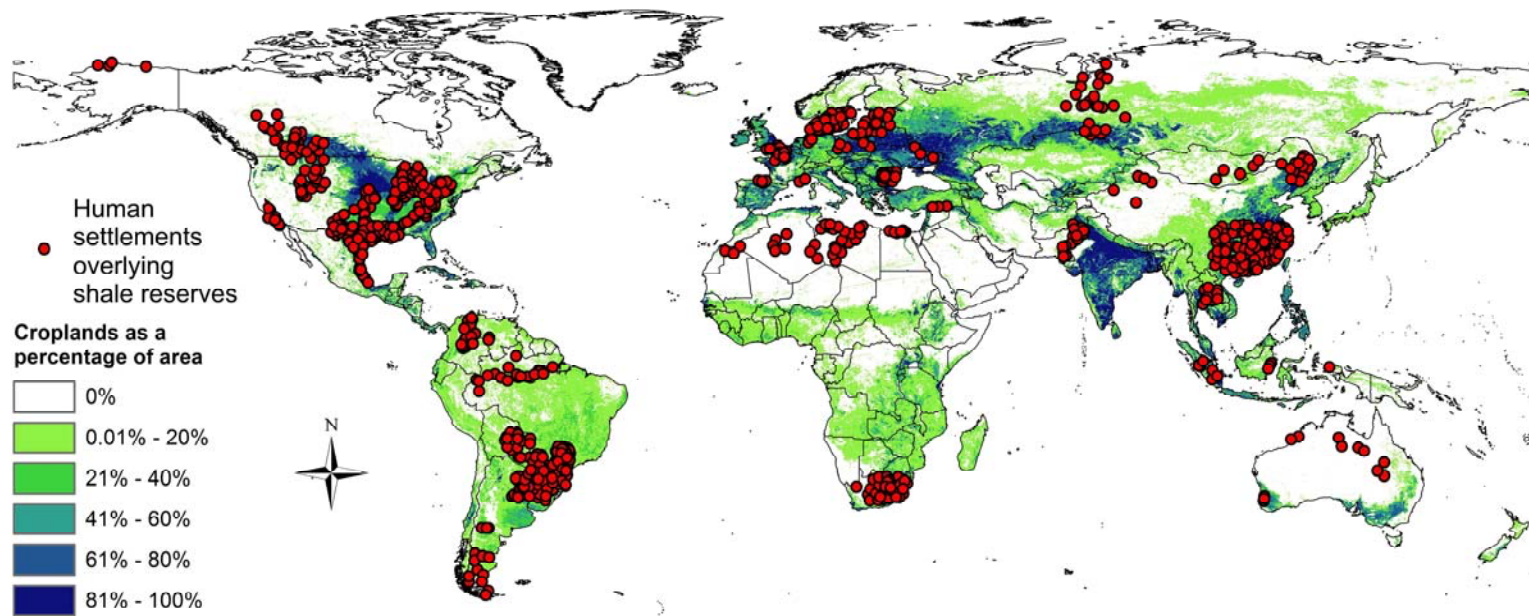 Human
settlements
overlying
shale reserves
Croplands as a
percentage of area
0%
0.01% - 20%
21% - 40%
41% - 60%
61% - 80%
81% - 100%
N